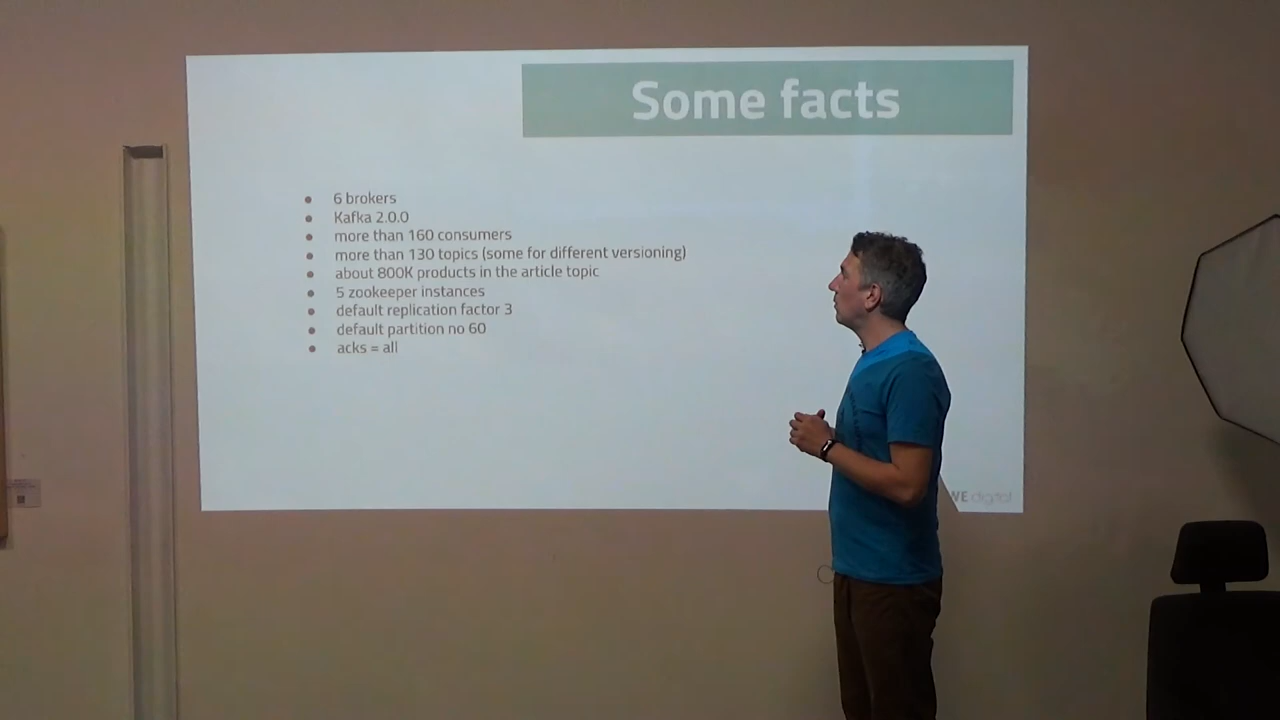 Some facts
6 brokers
Kafka 2.0.0
more than 160 consumers
more than 130 topics (some for different versioning)
about 800K products in the article topic
5 zookeeper instances
default replication factor 3
default partition no 60
acks = all
WE digital